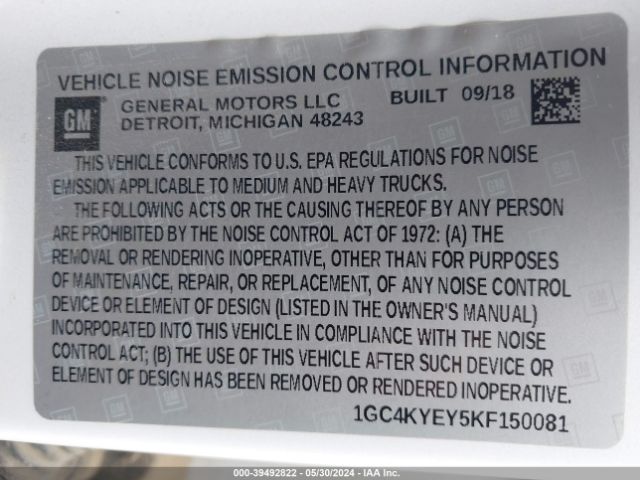 VEHICLE NOISE EMISSION CONTROL INFORMATION
GM GENERAL MOTORS LLC BUILT 09/18
DETROIT, MICHIGAN 48243
THIS VEHICLE CONFORMS TO U.S. EPA REGULATIONS FOR NOISE
EMISSION APPLICABLE TO MEDIUM AND HEAVY TRUCKS.
THE FOLLOWING ACTS OR THE CAUSING THEREOF BY ANY PERSON
ARE PROHIBITED BY THE NOISE CONTROL ACT OF 1972: (A) THE
REMOVAL OR RENDERING INOPERATIVE, OTHER THAN FOR PURPOSES
OF MAINTENANCE, REPAIR, OR REPLACEMENT, OF ANY NOISE CONTROL
DEVICE OR ELEMENT OF DESIGN (LISTED IN THE OWNER'S MANUAL)
INCORPORATED INTO THIS VEHICLE IN COMPLIANCE WITH THE NOISE
CONTROL ACT; (B) THE USE OF THIS VEHICLE AFTER SUCH DEVICE OR
ELEMENT OF DESIGN HAS BEEN REMOVED OR RENDERED INOPERATIVE.
1GC4KYEY5KF150081
000-39492822 - 05/30/2024 - IAA Inc.